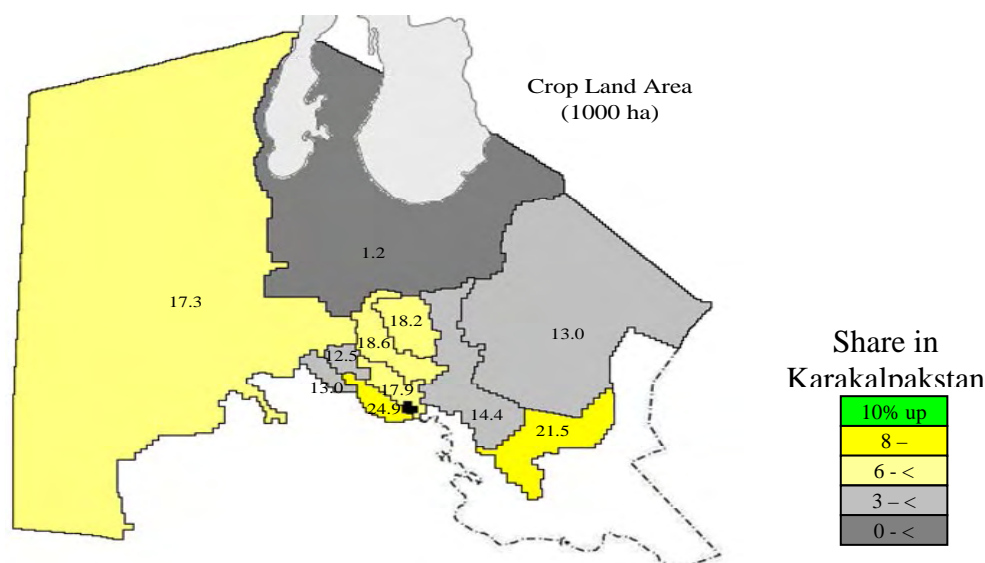 Crop Land Area
(1000 ha)
1.2
17.3
18.2
13.0
18.6
12.5
13.0
17.9
24.9
14.4
21.5
Share in
Karakalpakstan
10% up
8 –
6 - <
3 – <
0 - <